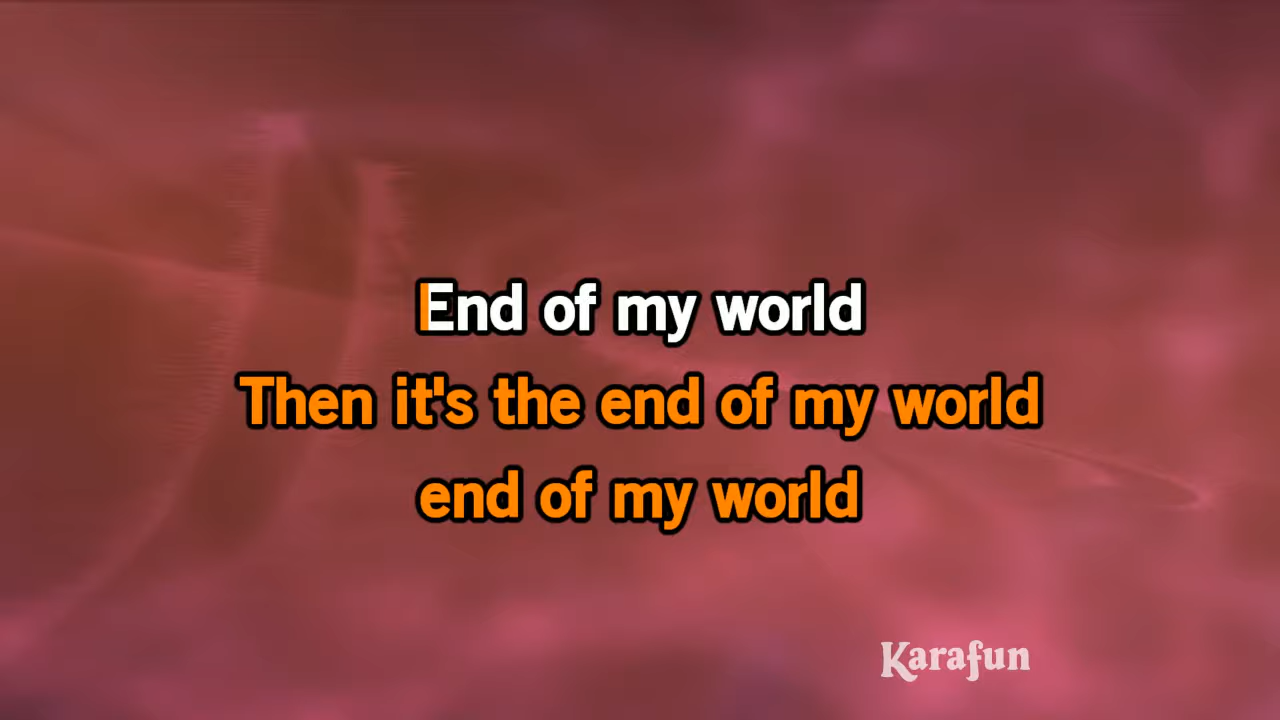 End of my world
Then it's the end of my world
end of my world
Karafun